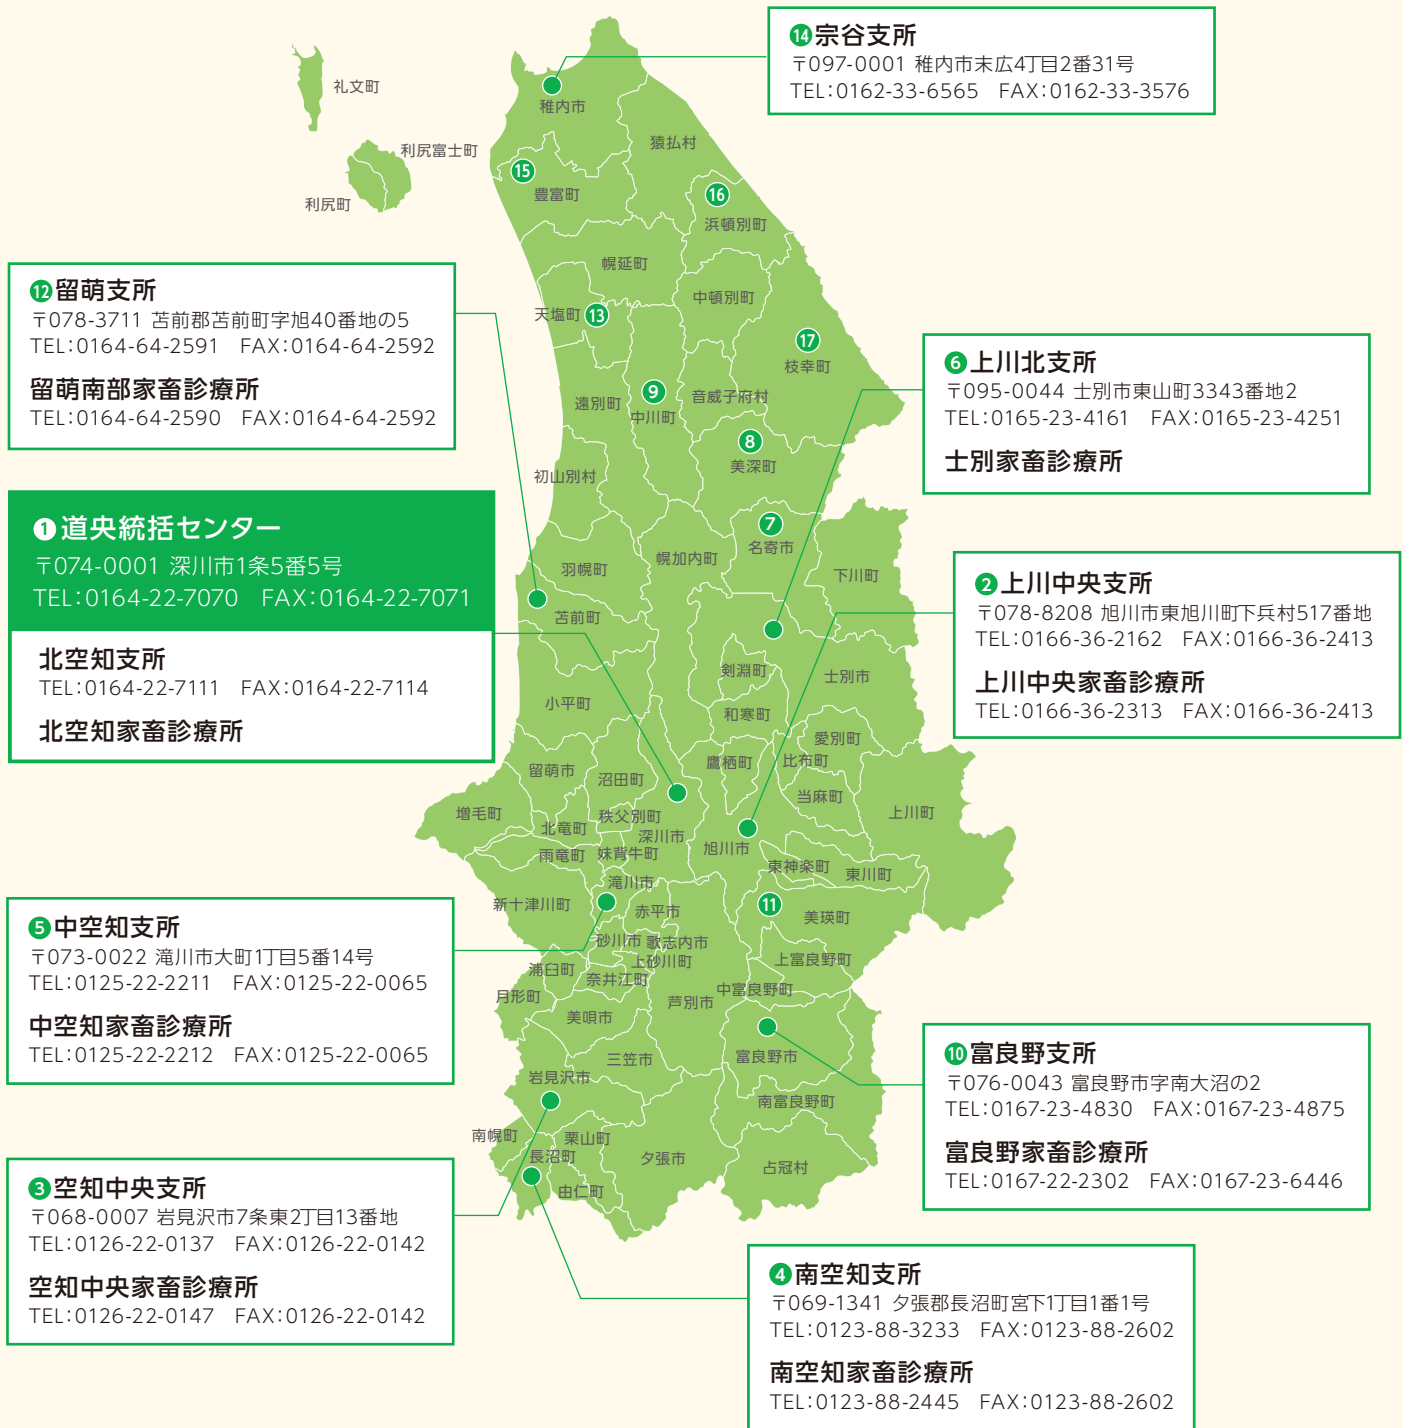 ⓮宗谷支所
〒097-0001 稚内市末広4丁目2番31号
TEL:0162-33-6565 FAX:0162-33-3576
礼文町
利尻富士町
利尻町
稚内市
猿払村
15
豊富町
16
浜頓別町
幌延町
中頓別町
天塩町
13
17
枝幸町
9
中川町
音威子府村
遠別町
8
美深町
初山別村
7
名寄市
幌加内町
下川町
羽幌町
苫前町
剣淵町
士別市
小平町
和寒町
愛別町
比布町
鷹栖町
当麻町
上川町
留萌市
沼田町
増毛町
秩父別町
北竜町
深川市
旭川市
雨竜町
妹背牛町
東神楽町
東川町
滝川市
新十津川町
赤平市
11
美瑛町
砂川市
歌志内市
上砂川町
上富良野町
浦臼町
奈井江町
中富良野町
月形町
芦別市
美唄市
三笠市
富良野市
岩見沢市
南富良野町
南幌町
栗山町
長沼町
夕張市
占冠村
由仁町
⓬留萌支所
〒078-3711 苫前郡苫前町字旭40番地の5
TEL:0164-64-2591 FAX:0164-64-2592
留萌南部家畜診療所
TEL:0164-64-2590 FAX:0164-64-2592
❻上川北支所
〒095-0044 士別市東山町3343番地2
TEL:0165-23-4161 FAX:0165-23-4251
士別家畜診療所
❶道央統括センター
〒074-0001 深川市1条5番5号
TEL:0164-22-7070 FAX:0164-22-7071
北空知支所
TEL:0164-22-7111 FAX:0164-22-7114
北空知家畜診療所
❷上川中央支所
〒078-8208 旭川市東旭川町下兵村517番地
TEL:0166-36-2162 FAX:0166-36-2413
上川中央家畜診療所
TEL:0166-36-2313 FAX:0166-36-2413
❺中空知支所
〒073-0022 滝川市大町1丁目5番14号
TEL:0125-22-2211 FAX:0125-22-0065
中空知家畜診療所
TEL:0125-22-2212 FAX:0125-22-0065
❿富良野支所
〒076-0043 富良野市字南大沼の2
TEL:0167-23-4830 FAX:0167-23-4875
富良野家畜診療所
TEL:0167-22-2302 FAX:0167-23-6446
❸空知中央支所
〒068-0007 岩見沢市7条東2丁目13番地
TEL:0126-22-0137 FAX:0126-22-0142
空知中央家畜診療所
TEL:0126-22-0147 FAX:0126-22-0142
❹南空知支所
〒069-1341 夕張郡長沼町宮下1丁目1番1号
TEL:0123-88-3233 FAX:0123-88-2602
南空知家畜診療所
TEL:0123-88-2445 FAX:0123-88-2602